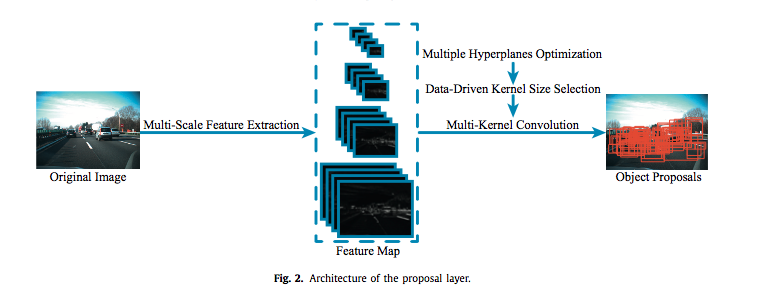 Multiple Hyperplanes Optimization
Data-Driven Kernel Size Selection
Multi-Scale Feature Extraction
Multi-Kernel Convolution
Original Image
Object Proposals
Feature Map
Fig. 2. Architecture of the proposal layer.